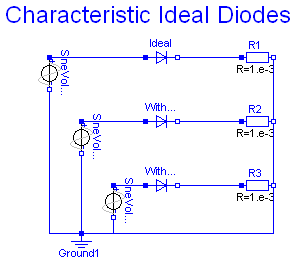 Characteristic Ideal Diodes
Ideal
R1
SineVol...
R=1.e-3
With...
R2
SineVol...
R=1.e-3
With...
R3
SineVol...
R=1.e-3
Ground1